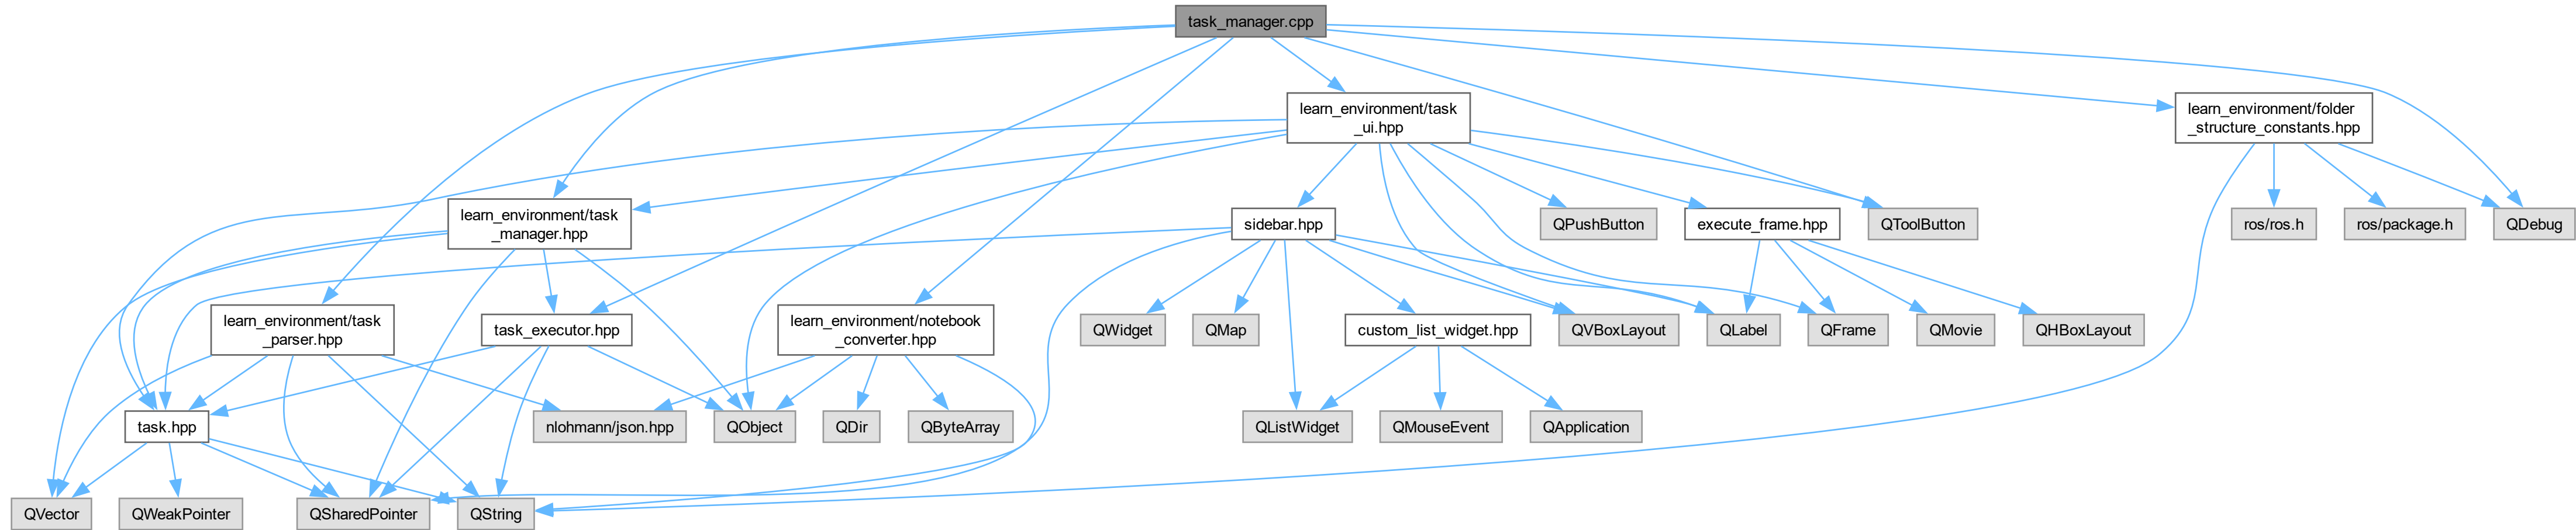 task_manager.cpp
learn_environment/task
_ui.hpp
learn_environment/folder
_structure_constants.hpp
learn_environment/task
_manager.hpp
sidebar.hpp
QPushButton
execute_frame.hpp
QToolButton
ros/ros.h
ros/package.h
QDebug
learn_environment/task
_parser.hpp
task_executor.hpp
learn_environment/notebook
_converter.hpp
QWidget
QMap
custom_list_widget.hpp
QVBoxLayout
QLabel
QFrame
QMovie
QHBoxLayout
task.hpp
nlohmann/json.hpp
QObject
QDir
QByteArray
QListWidget
QMouseEvent
QApplication
QVector
QWeakPointer
QSharedPointer
QString